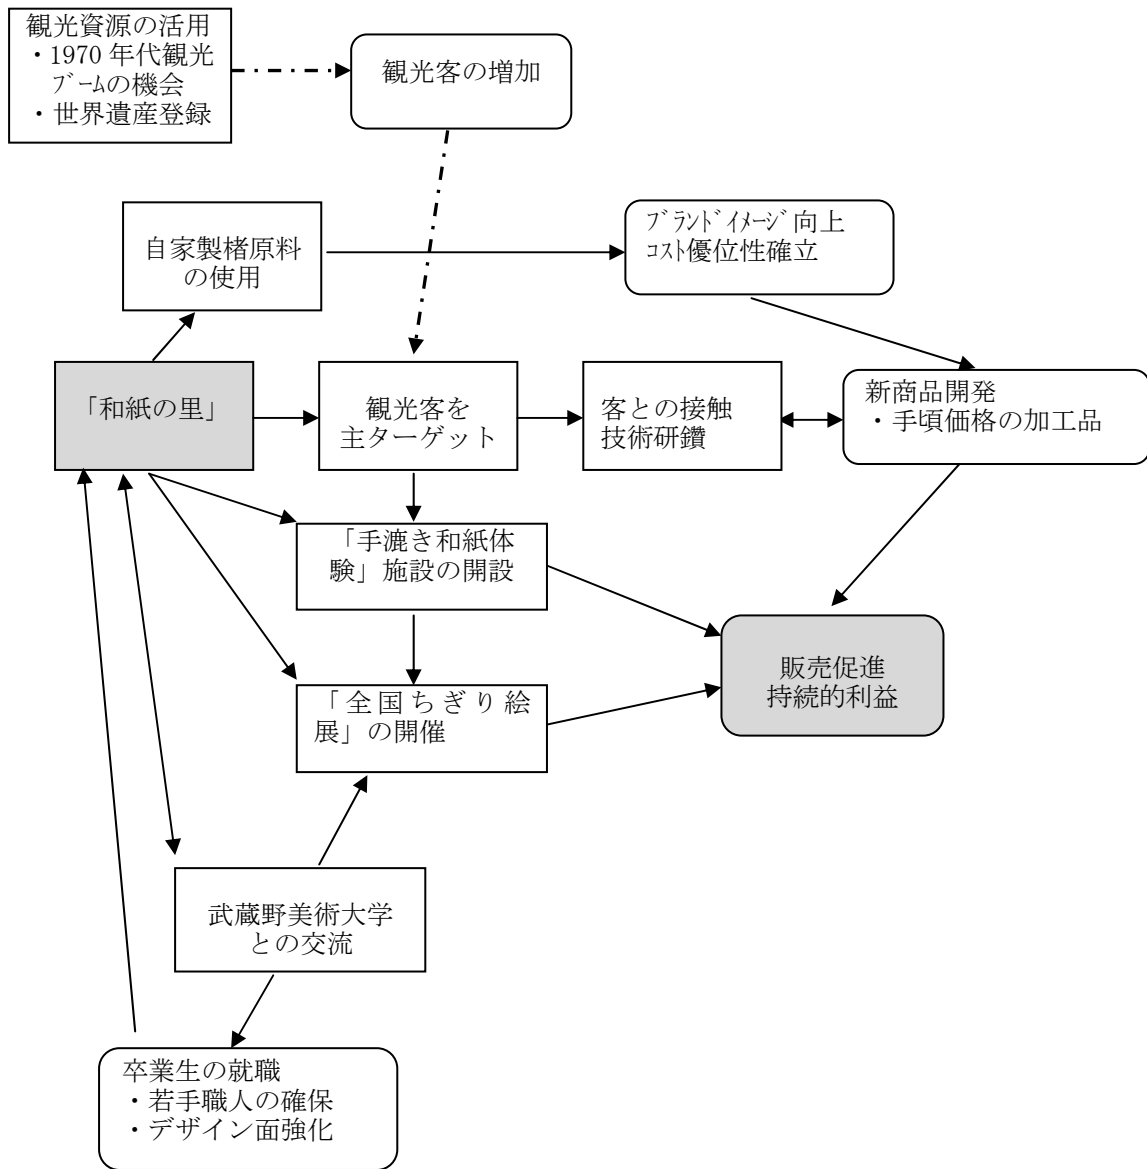 観光資源の活用
・1970 年代観光
ﾌﾞｰﾑの機会
・世界遺産登録
観光客の増加
自家製楮原料
の使用
ﾌﾞﾗﾝﾄﾞｲﾒｰｼﾞ向上
ｺｽﾄ優位性確立
「和紙の里」
観光客を
主ターゲット
客との接触
技術研鑽
新商品開発
・手頃価格の加工品
「手漉き和紙体
験」施設の開設
「全国ちぎり絵
展」の開催
販売促進
持続的利益
武蔵野美術大学
との交流
卒業生の就職
・若手職人の確保
・デザイン面強化